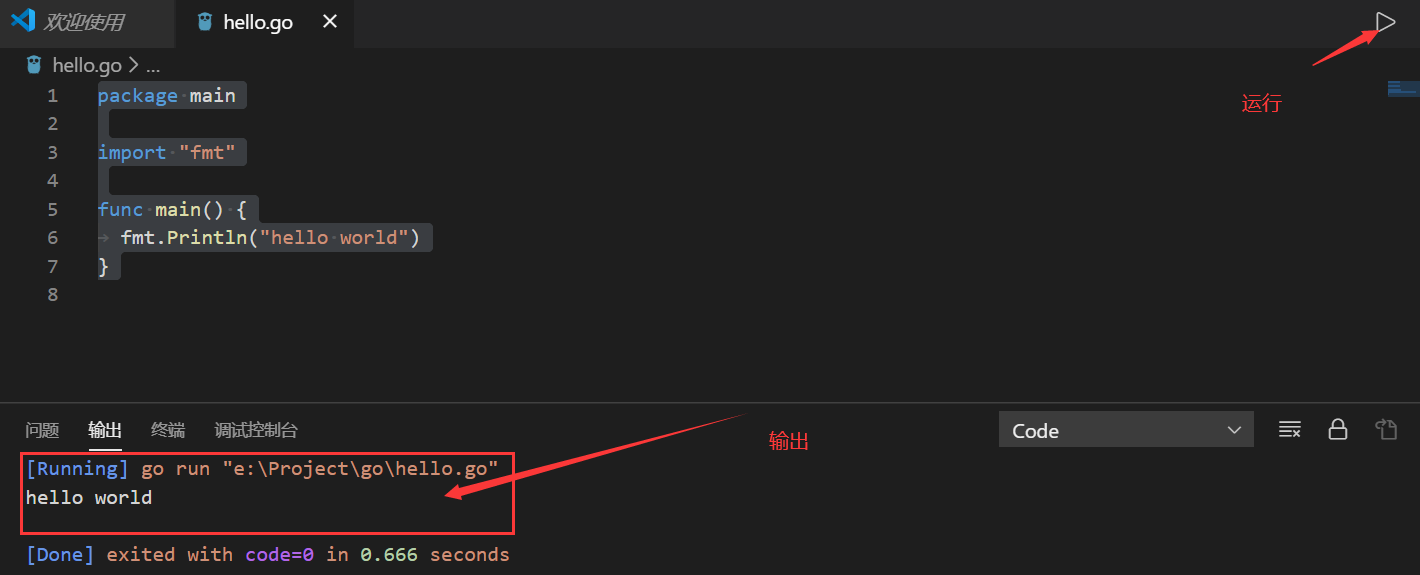 欢迎使用 hello.go
hello.go > ...
运行
1 package main
2
3 import "fmt"
4
5 func main() {
6 fmt.Println("hello world")
7 }
8
问题 输出 终端 调试控制台 输出 Code
[Running] go run "e:\Project\go\hello.go"
hello world
[Done] exited with code=0 in 0.666 seconds